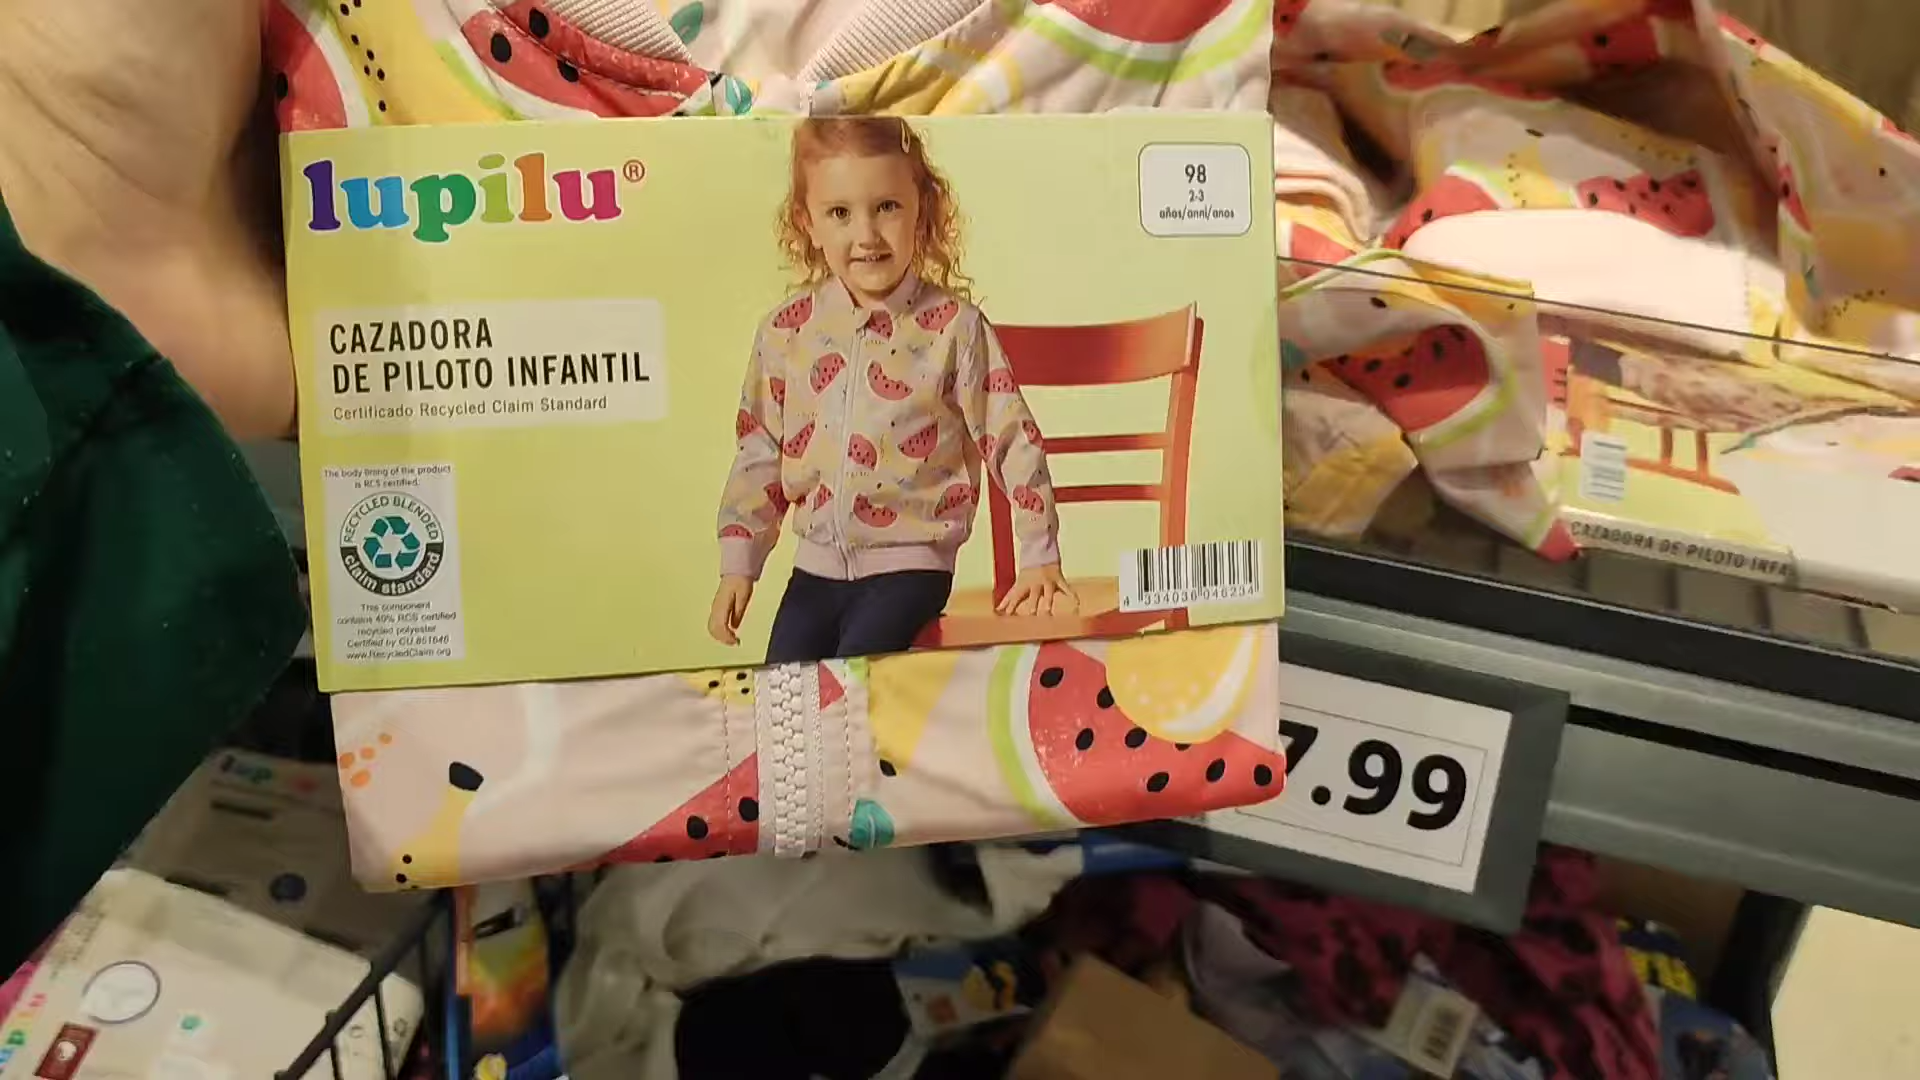 lupilu®
98
2-3
años/anni/anos
CAZADORA
DE PILOTO INFANTIL
Certificado Recycled Claim Standard
The body lining of the product
is RCS certified.
RECYCLED BLENDED
claim standard
This component
contains 40% RCS certified
recycled polyester
Certified by CU 851646
www.RecycledClaim.org
4 334036 046234
CAZADORA DE PILOTO INFA
7.99
lup